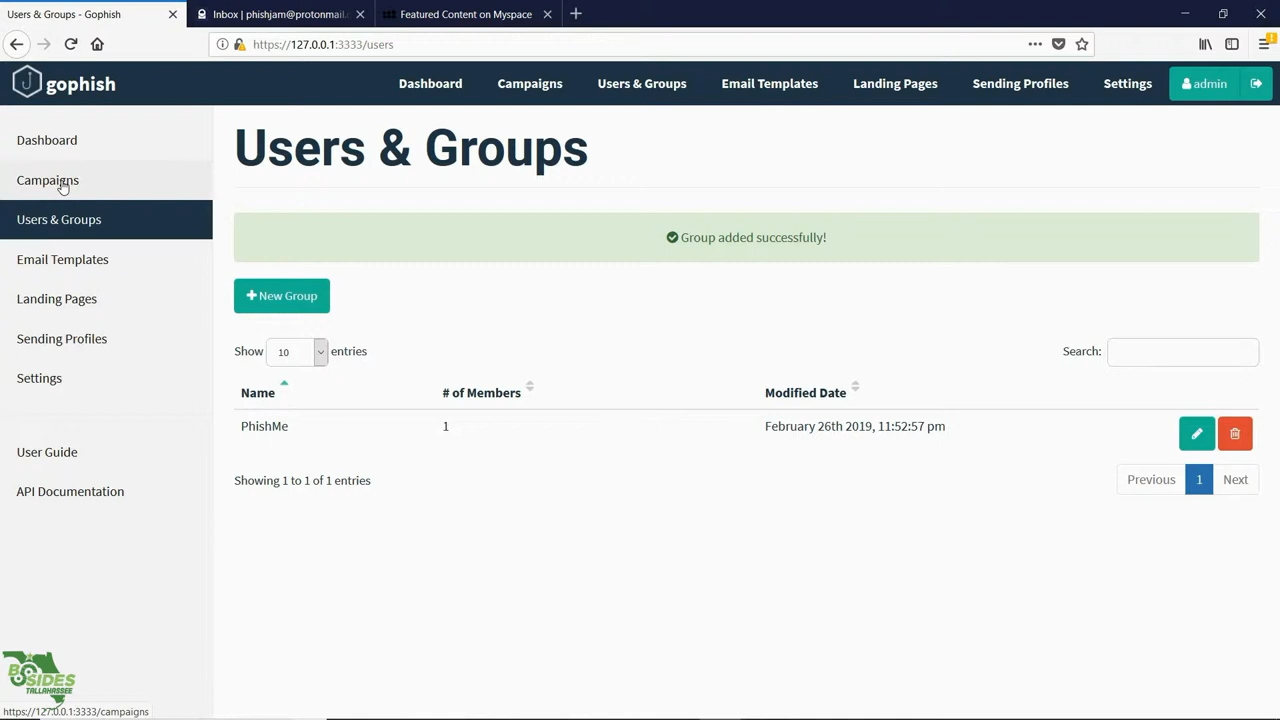 Users & Groups - Gophish
Inbox | phishjam@protonmail.
Featured Content on Myspace
https://127.0.0.1:3333/users
gophish
Dashboard
Campaigns
Users & Groups
Email Templates
Landing Pages
Sending Profiles
Settings
admin
Dashboard
Campaigns
Users & Groups
Email Templates
Landing Pages
Sending Profiles
Settings
User Guide
API Documentation
Users & Groups
Group added successfully!
New Group
Show 10 entries
Search:
Name # of Members Modified Date
PhishMe 1 February 26th 2019, 11:52:57 pm
Showing 1 to 1 of 1 entries
Previous 1 Next
BSIDES
TALLAHASSEE
https://127.0.0.1:3333/campaigns